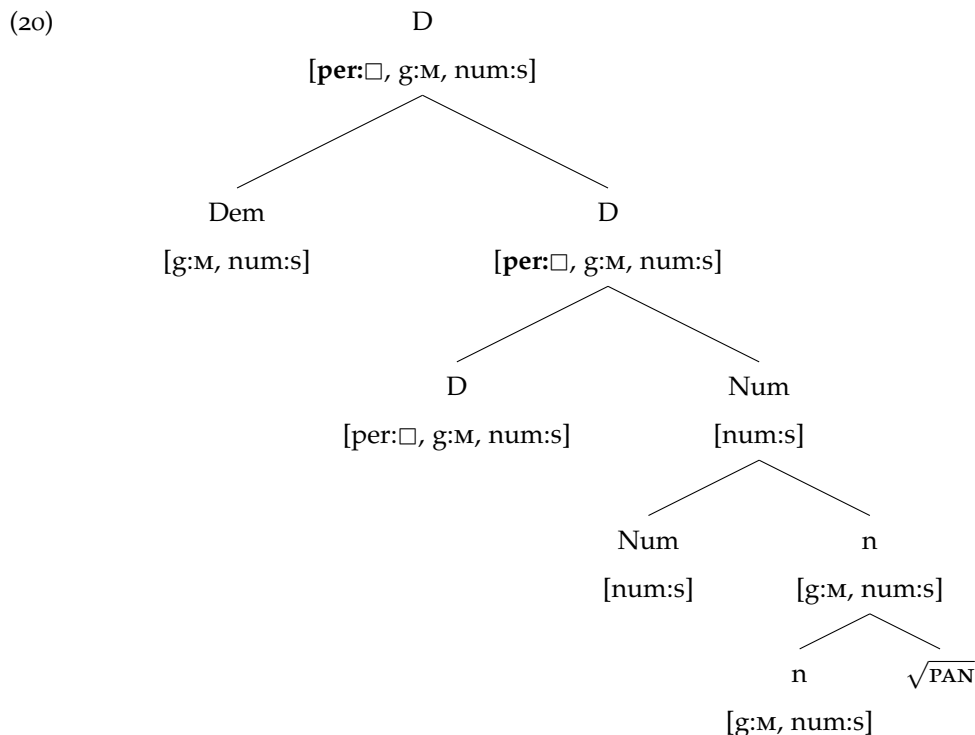 (20) D
[per:□, g:M, num:s]
Dem D
[g:M, num:s] [per:□, g:M, num:s]
D Num
[per:□, g:M, num:s] [num:s]
Num n
[num:s] [g:M, num:s]
n √PAN
[g:M, num:s]